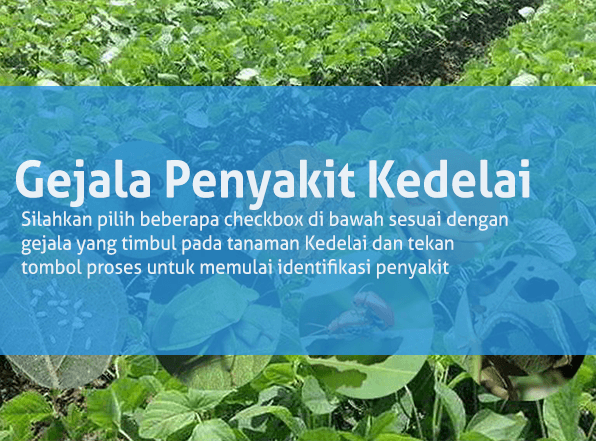 Gejala Penyakit Kedelai
Silahkan pilih beberapa checkbox di bawah sesuai dengan
gejala yang timbul pada tanaman Kedelai dan tekan
tombol proses untuk memulai identifikasi penyakit